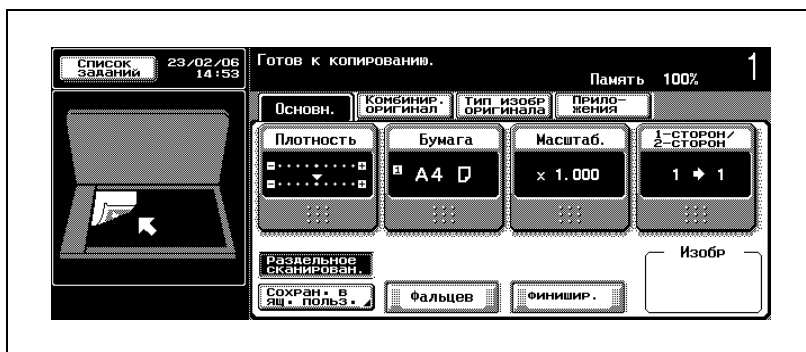 Список
заданий
23/02/06
14:53
Готов к копированию.
Память 100%
1
Основн.
Комбинир.
оригинал
Тип изобр
оригинала
Прило-
жения
Плотность
Бумага
1 A4
Масштаб.
x 1.000
1-сторон/
2-сторон
1 → 1
Раздельное
сканирован.
Сохран. в
ящ. польз.
Фальцев
Финишир.
Изобр